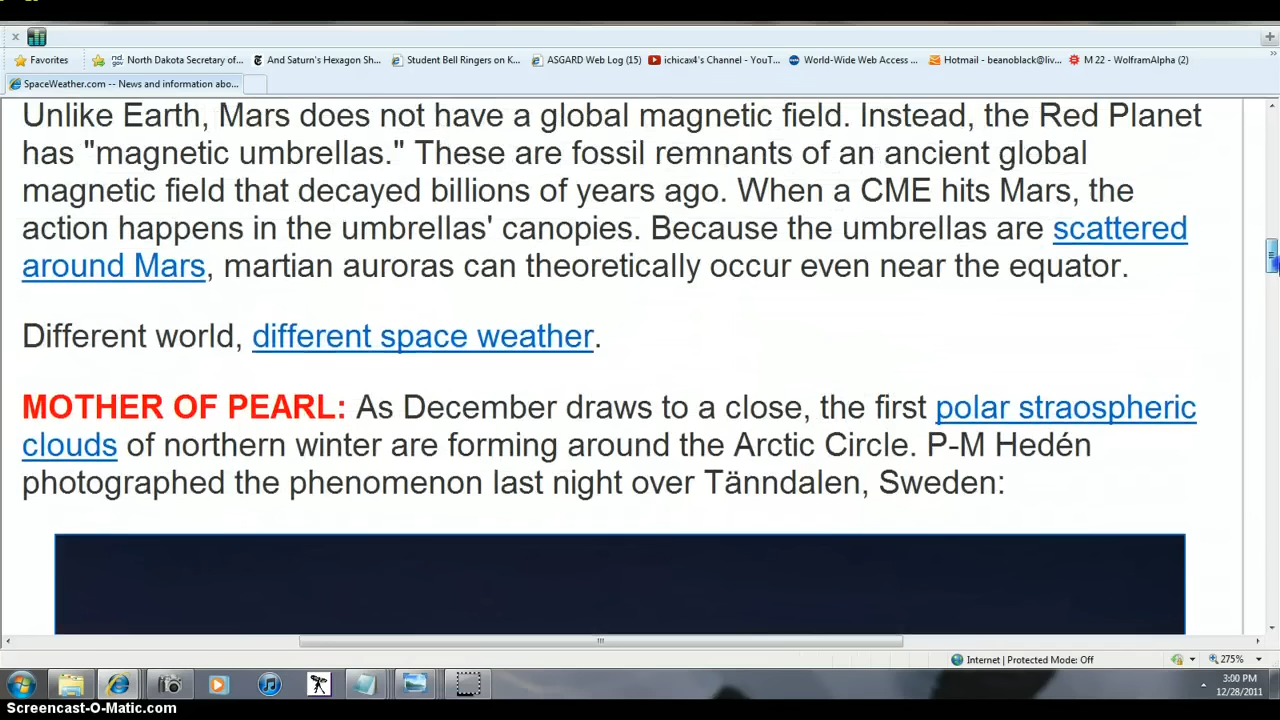 Favorites
nd.gov North Dakota Secretary of...
And Saturn's Hexagon Sh...
Student Bell Ringers on K...
ASGARD Web Log (15)
ichicax4's Channel - YouT...
World-Wide Web Access ...
Hotmail - beanoblack@liv...
M 22 - WolframAlpha (2)
SpaceWeather.com -- News and information abo...
Unlike Earth, Mars does not have a global magnetic field. Instead, the Red Planet
has "magnetic umbrellas." These are fossil remnants of an ancient global
magnetic field that decayed billions of years ago. When a CME hits Mars, the
action happens in the umbrellas' canopies. Because the umbrellas are scattered
around Mars, martian auroras can theoretically occur even near the equator.
Different world, different space weather.
MOTHER OF PEARL: As December draws to a close, the first polar straospheric
clouds of northern winter are forming around the Arctic Circle. P-M Hedén
photographed the phenomenon last night over Tänndalen, Sweden:
Internet | Protected Mode: Off
275%
3:00 PM
12/28/2011
Screencast-O-Matic.com